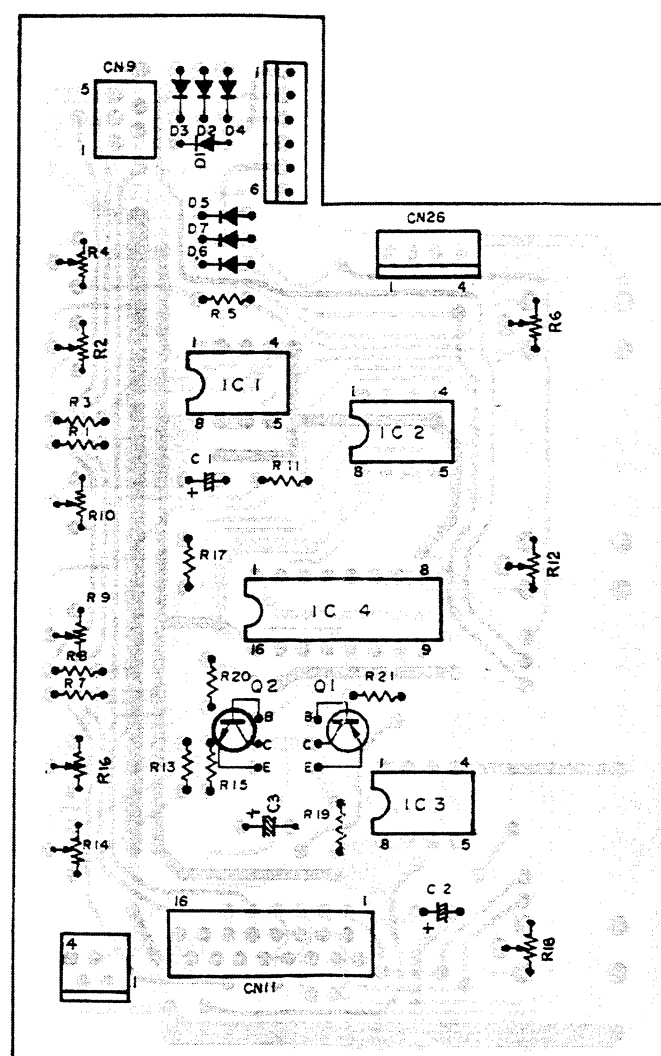 CN9
5
1
D3 D2 D4
D1
1
6
D5
D7
D6
R5
CN26
1 4
R4
R6
R2
1 4
IC 1
8 5
R3
R1
1 4
IC 2
8 5
C1
+
R11
R10
R17
R12
1 8
IC 4
16 9
R9
R8
R7
R20
Q2
B
C
E
Q1
B
C
E
R21
R16
R13
R15
1 4
IC 3
8 5
+
C3
R19
R14
C2
+
16 1
CN11
4
1
R18